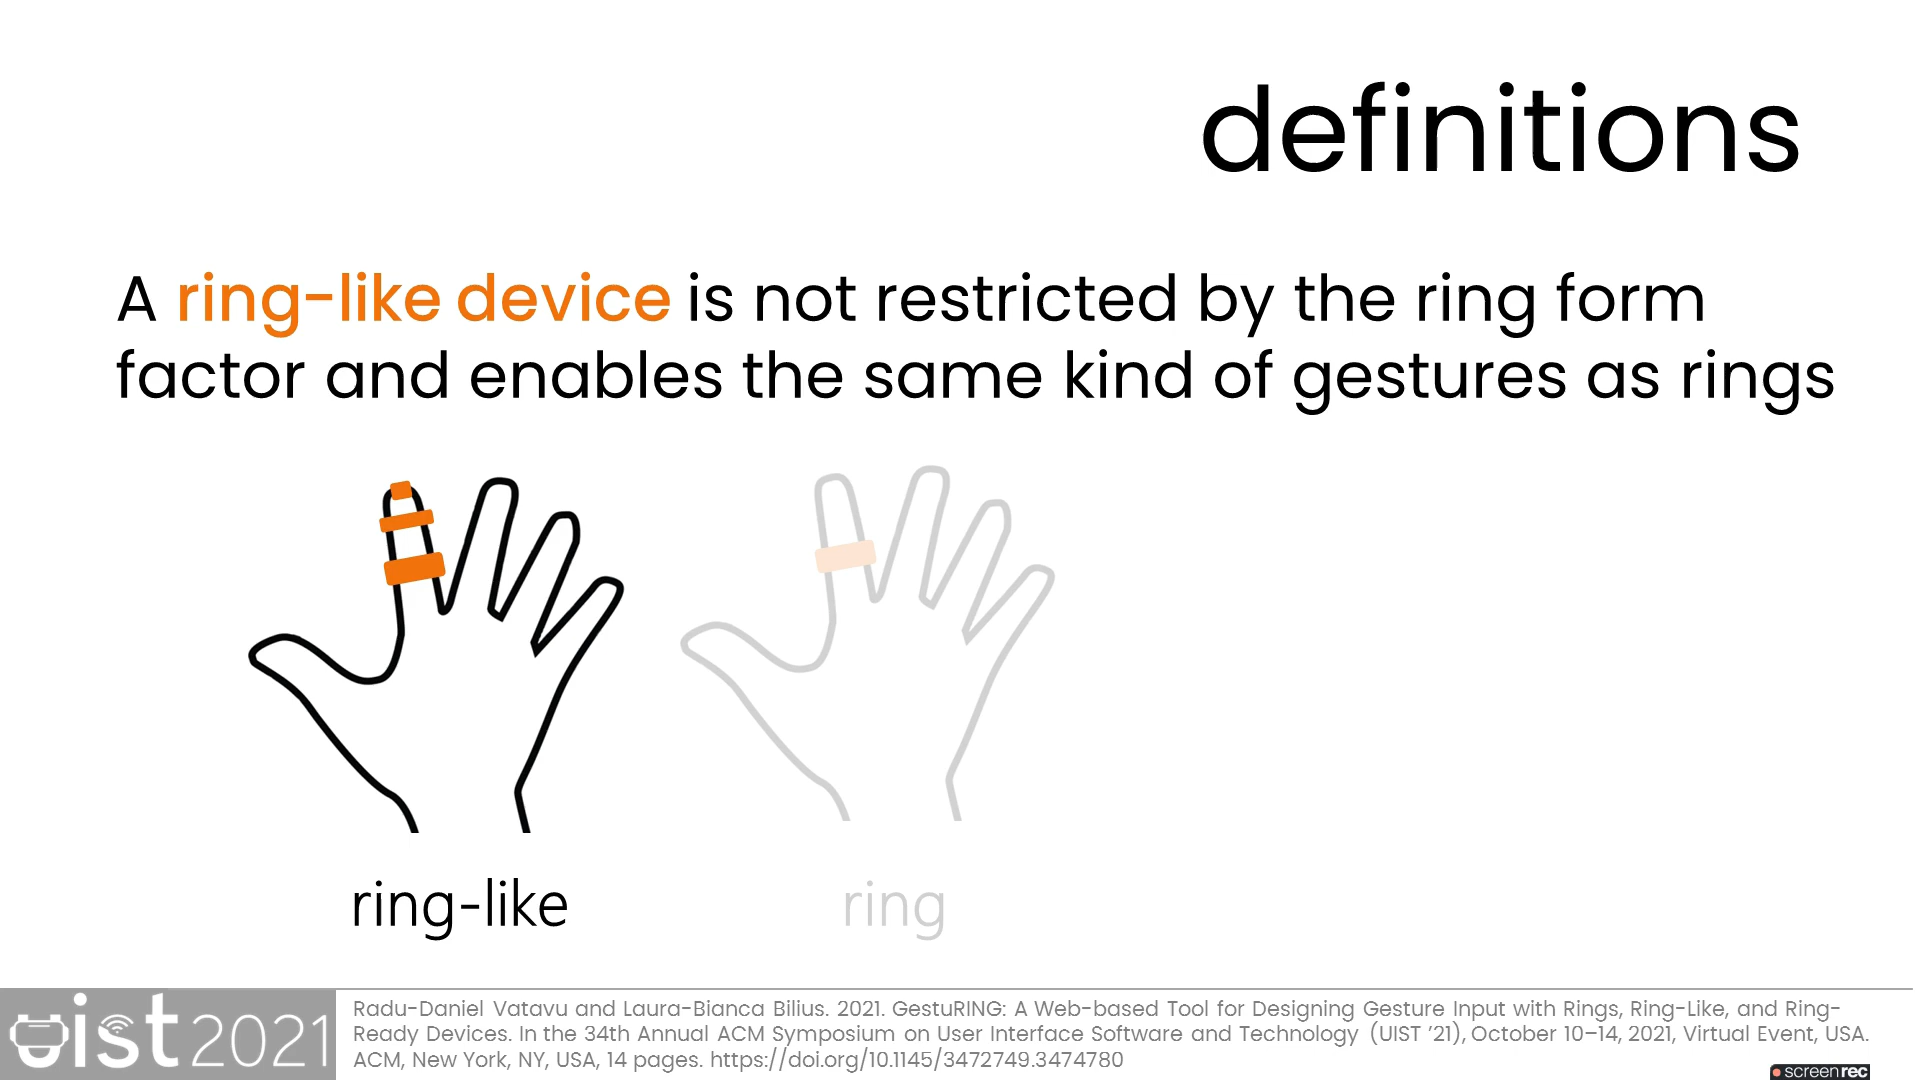 definitions
A ring-like device is not restricted by the ring form
factor and enables the same kind of gestures as rings
ring-like
ring
uist 2021
Radu-Daniel Vatavu and Laura-Bianca Bilius. 2021. GestuRING: A Web-based Tool for Designing Gesture Input with Rings, Ring-Like, and Ring-
Ready Devices. In the 34th Annual ACM Symposium on User Interface Software and Technology (UIST ’21), October 10–14, 2021, Virtual Event, USA.
ACM, New York, NY, USA, 14 pages. https://doi.org/10.1145/3472749.3474780
screenrec